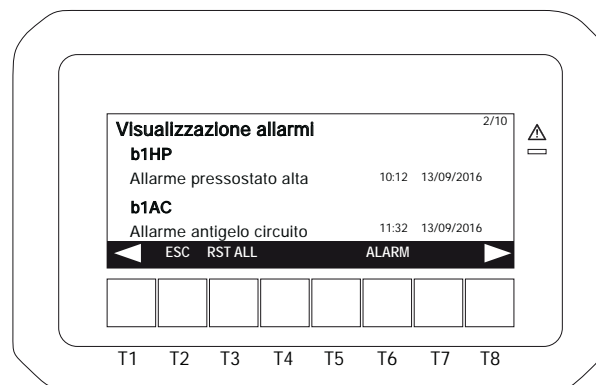 2/10
Visualizzazione allarmi
b1HP
Allarme pressostato alta 10:12 13/09/2016
b1AC
Allarme antigelo circuito 11:32 13/09/2016
ESC RST ALL ALARM
T1 T2 T3 T4 T5 T6 T7 T8